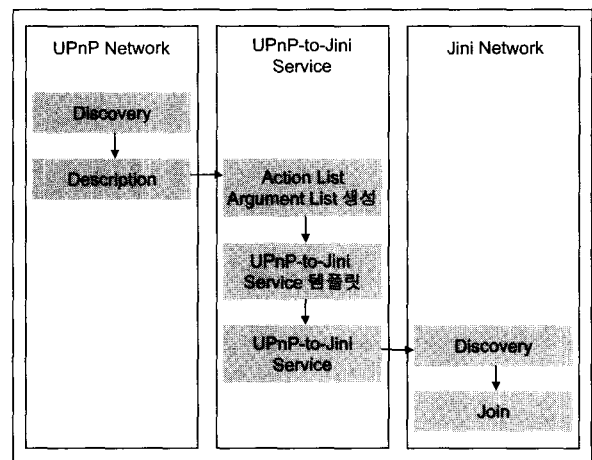 UPnP Network
Discovery
Description
UPnP-to-Jini
Service
Action List
Argument List 생성
UPnP-to-Jini
Service 템플릿
UPnP-to-Jini
Service
Jini Network
Discovery
Join